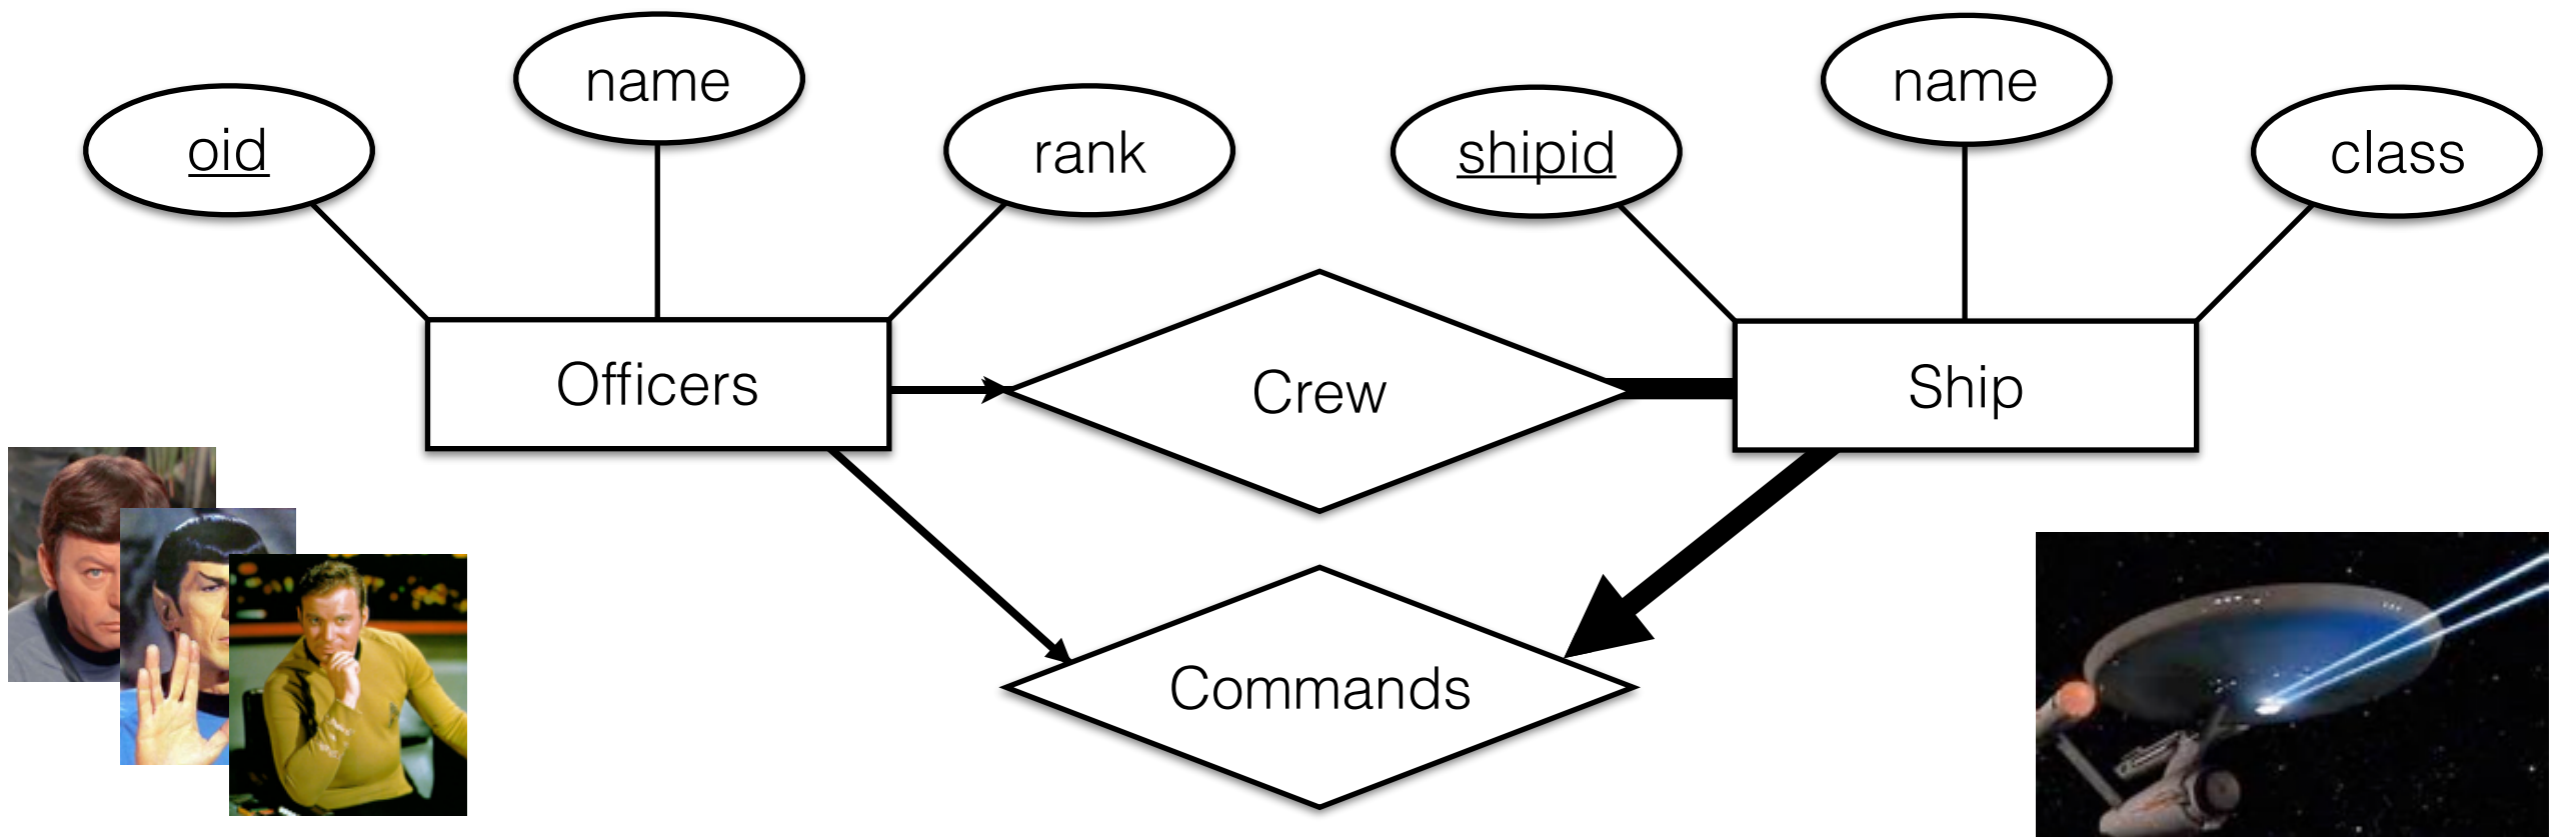 name
name
oid
rank
shipid
class
Officers
Crew
Ship
Commands